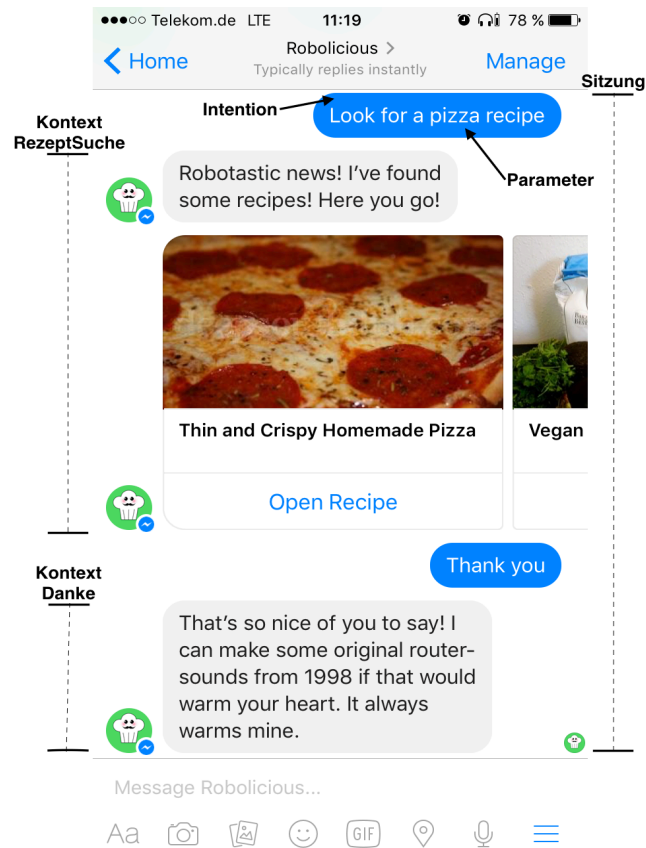 Telekom.de LTE 11:19 78 %
Home
Robolicious
Typically replies instantly
Manage
Sitzung
Intention
Look for a pizza recipe
Parameter
Kontext
RezeptSuche
Robotastic news! I’ve found
some recipes! Here you go!
Thin and Crispy Homemade Pizza
Vegan
Open Recipe
Thank you
Kontext
Danke
That’s so nice of you to say! I
can make some original router-
sounds from 1998 if that would
warm your heart. It always
warms mine.
Message Robolicious...
Aa
GIF